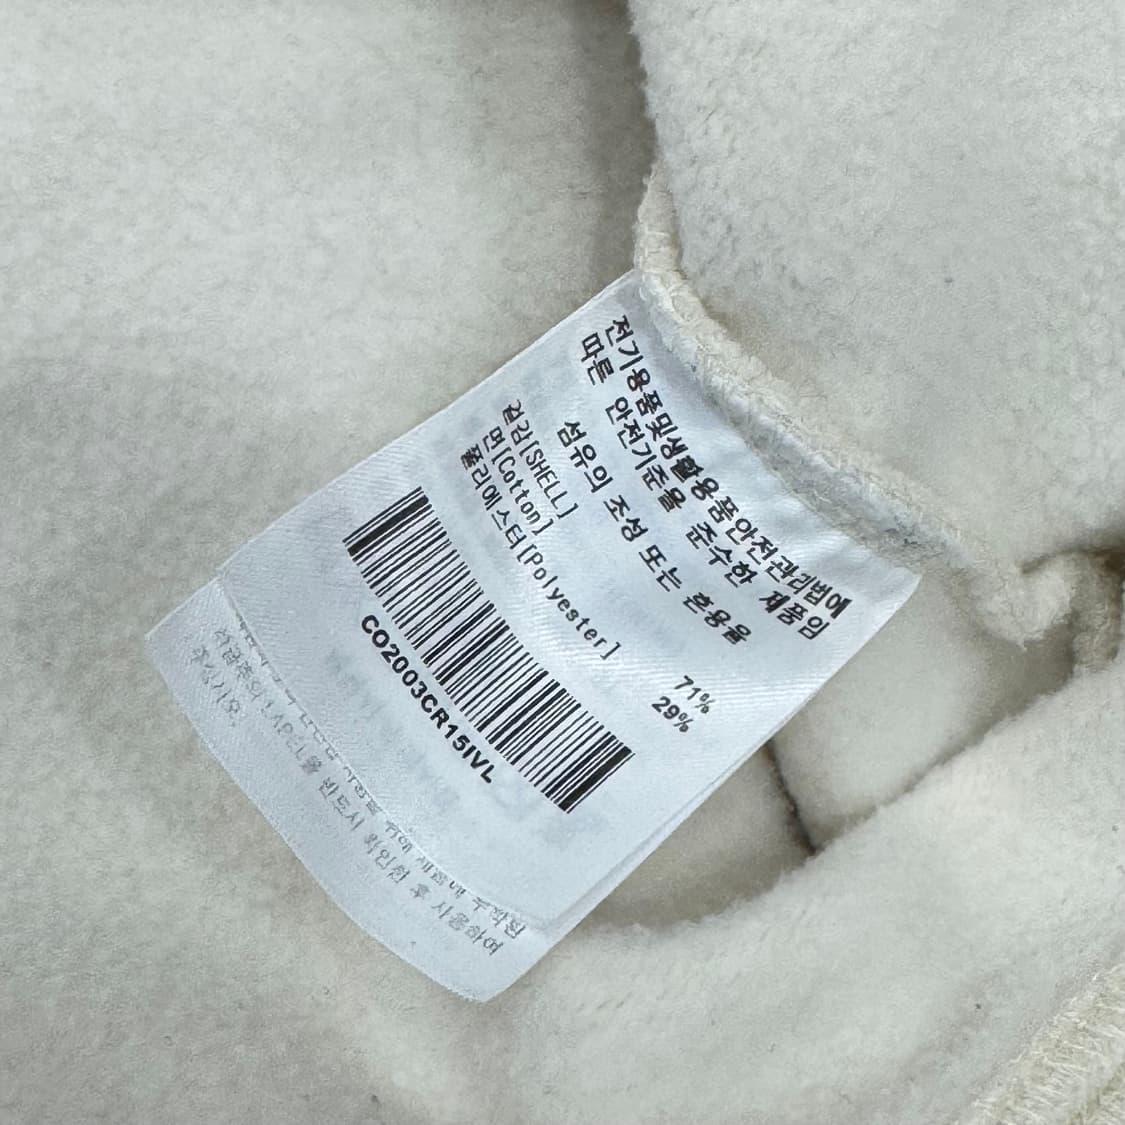 전기용품및생활용품안전관리법에
따른 안전기준을 준수한 제품임
섬유의 조성 또는 혼용율
겉감[SHELL]
면[Cotton] 71%
폴리에스터[Polyester] 29%
CO2003CR15IVL